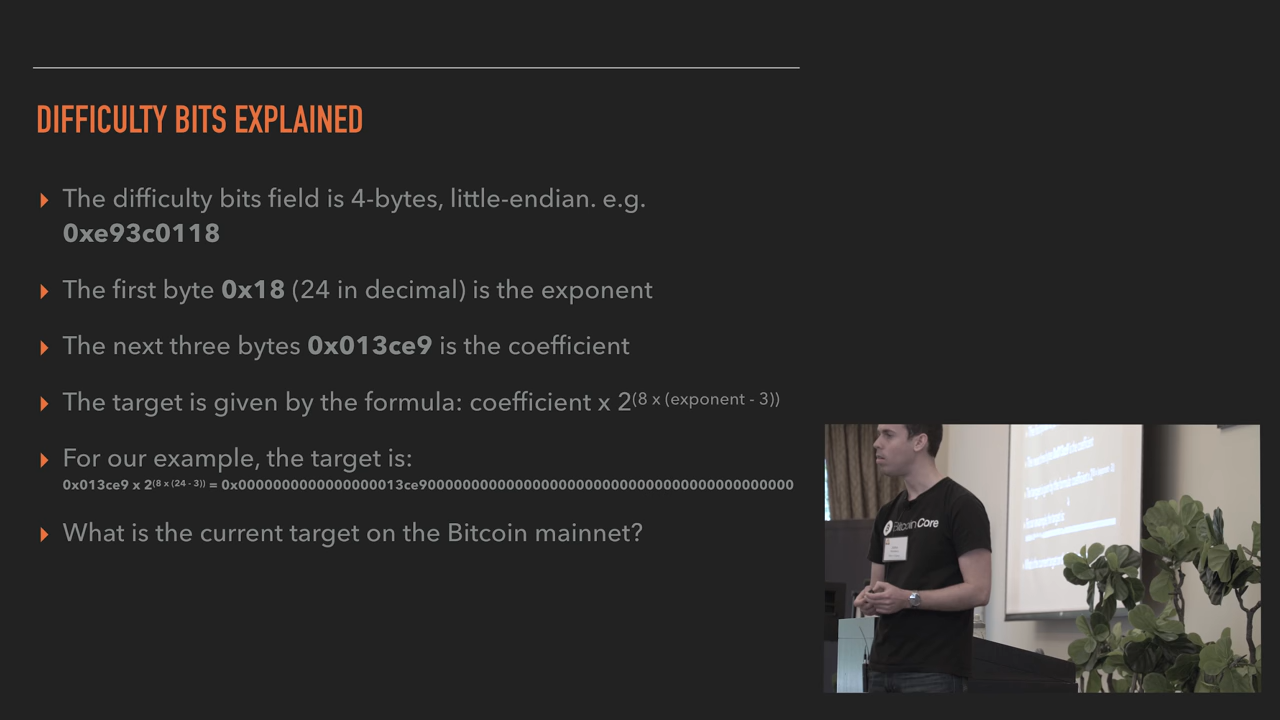 DIFFICULTY BITS EXPLAINED
The difficulty bits field is 4-bytes, little-endian. e.g.
0xe93c0118
The first byte 0x18 (24 in decimal) is the exponent
The next three bytes 0x013ce9 is the coefficient
The target is given by the formula: coefficient x 2(8 x (exponent - 3))
For our example, the target is:
0x013ce9 x 2(8 x (24 - 3)) = 0x0000000000000000013ce9000000000000000000000000000000000000000000
What is the current target on the Bitcoin mainnet?
Bitcoin Core